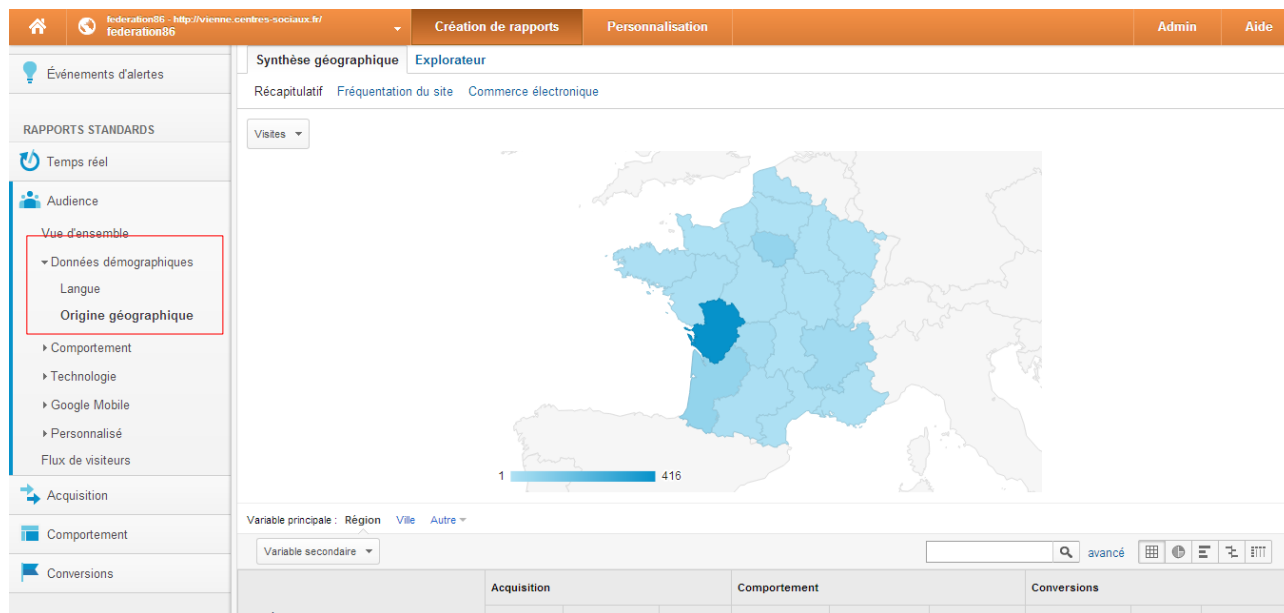 federation86 - http://vienne.centres-sociaux.fr/
federation86
Création de rapports
Personnalisation
Admin
Aide
Événements d'alertes
RAPPORTS STANDARDS
Temps réel
Audience
Vue d'ensemble
Données démographiques
Langue
Origine géographique
Comportement
Technologie
Google Mobile
Personnalisé
Flux de visiteurs
Acquisition
Comportement
Conversions
Synthèse géographique Explorateur
Récapitulatif Fréquentation du site Commerce électronique
Visites
1 416
Variable principale : Région Ville Autre
Variable secondaire
avancé
Acquisition Comportement Conversions